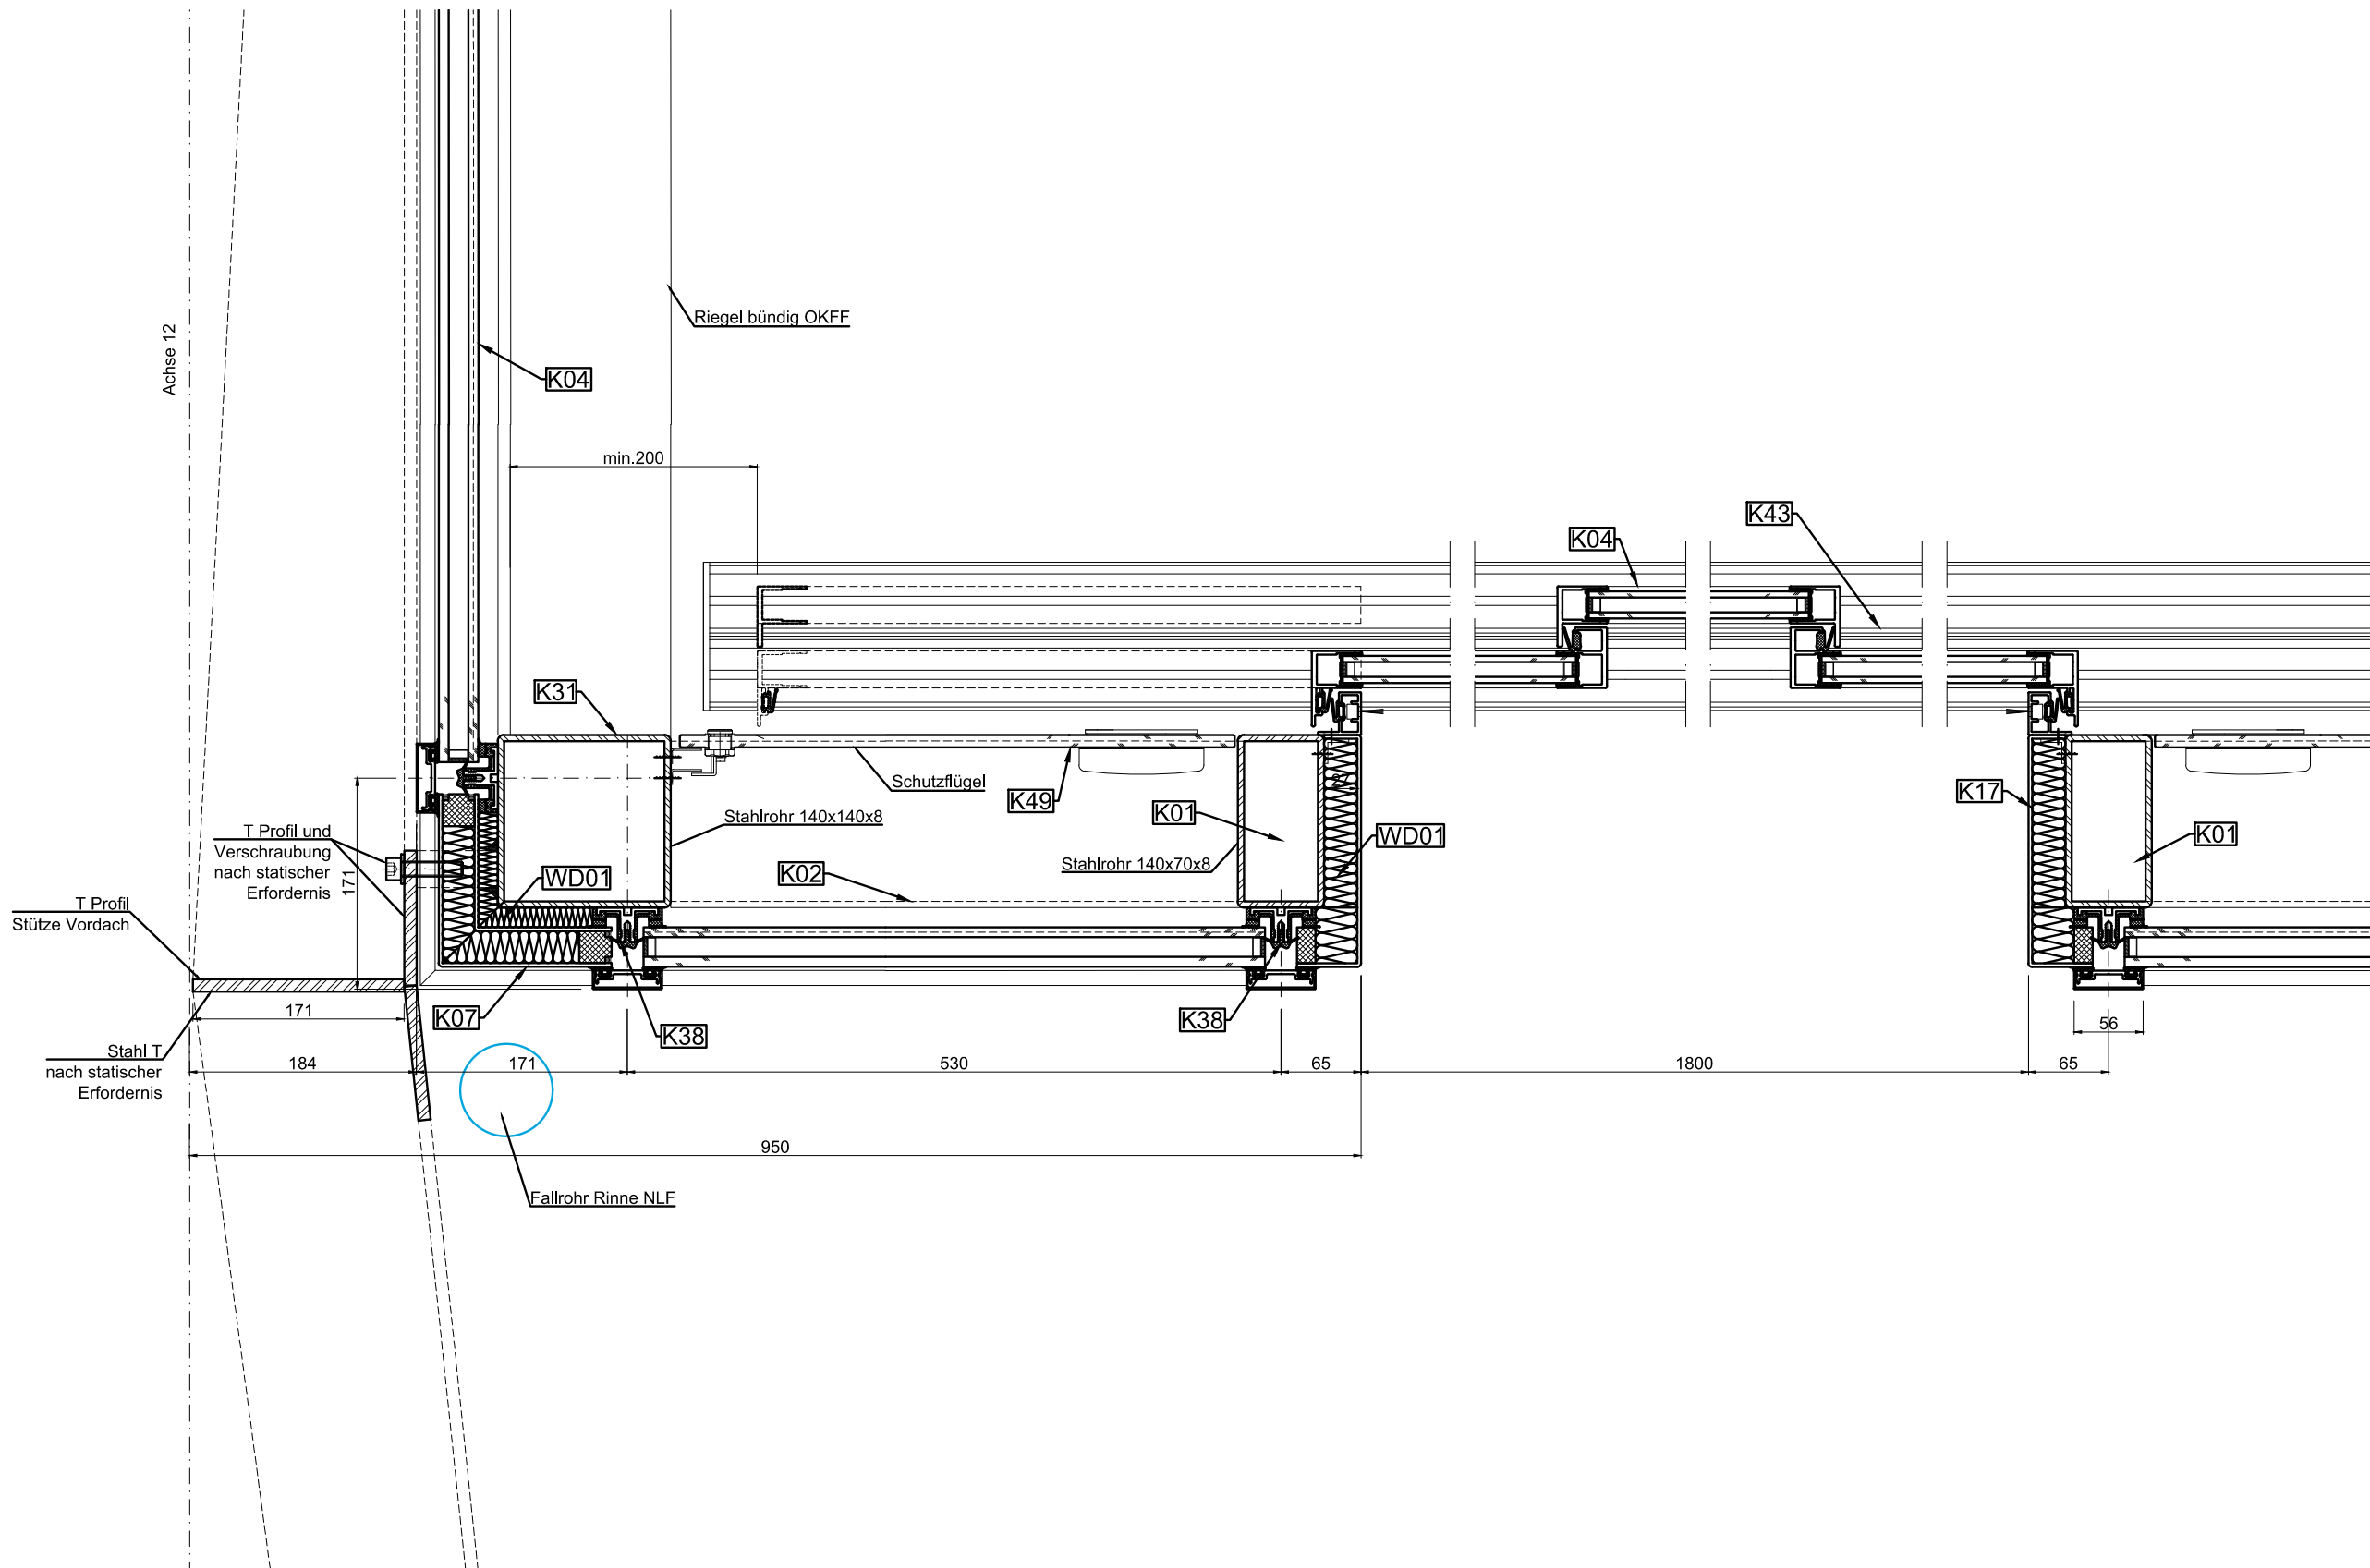 Achse 12
Riegel bündig OKFF
K04
min.200
K43
K04
K31
Schutzflügel
K49
27
K17
Stahlrohr 140x140x8
K01
T Profil und
Verschraubung
nach statischer
Erfordernis
171
WD01
K01
Stahlrohr 140x70x8
K02
WD01
T Profil
Stütze Vordach
171
K07
K38
K38
56
Stahl T
nach statischer
Erfordernis
184
171
530
65
1800
65
950
Fallrohr Rinne NLF